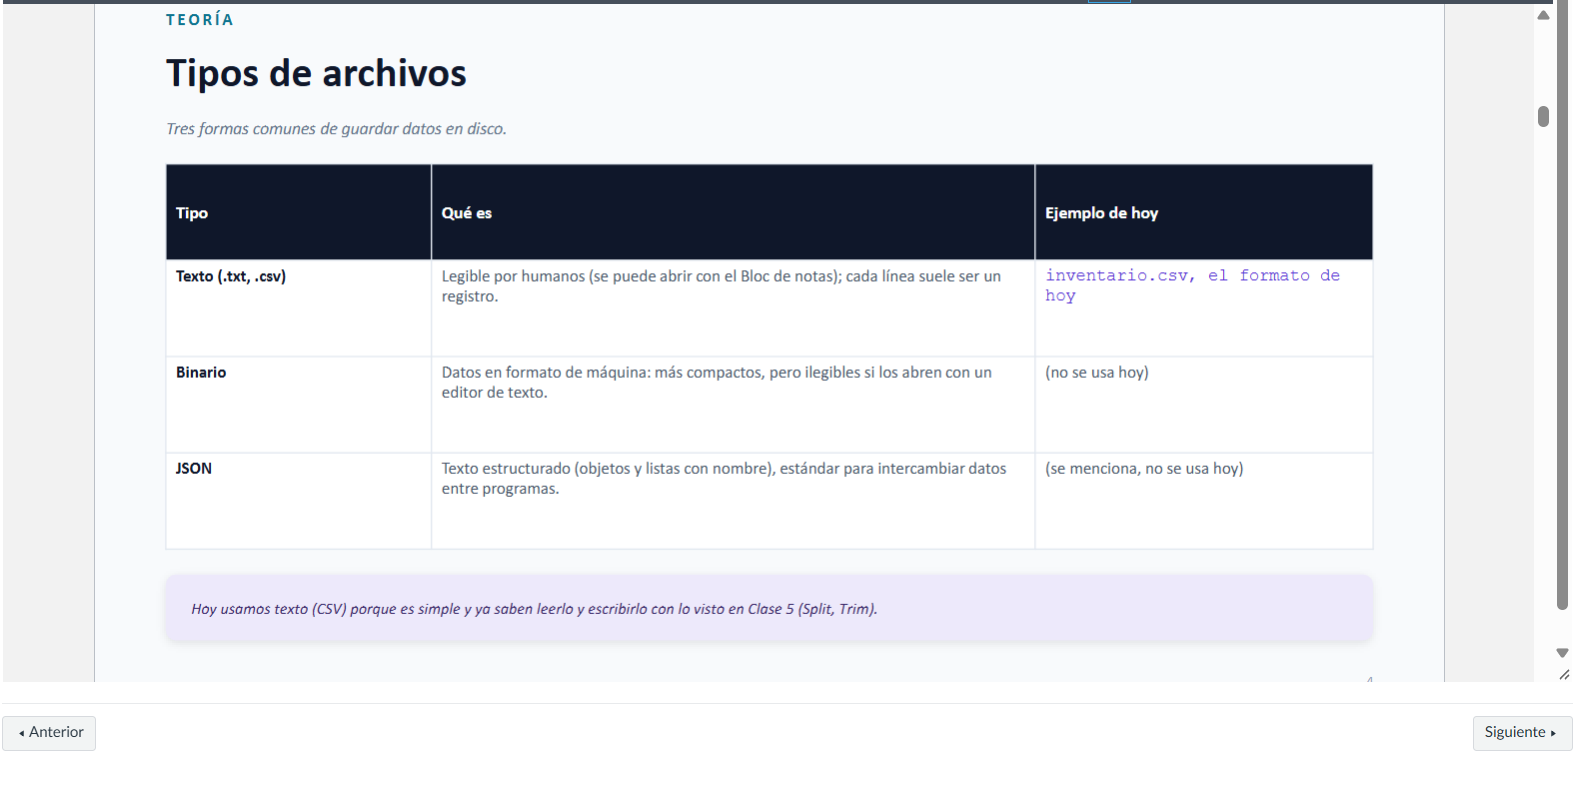 TEORÍA
Tipos de archivos
Tres formas comunes de guardar datos en disco.
Tipo
Qué es
Ejemplo de hoy
Texto (.txt, .csv)
Legible por humanos (se puede abrir con el Bloc de notas); cada línea suele ser un
registro.
inventario.csv, el formato de
hoy
Binario
Datos en formato de máquina: más compactos, pero ilegibles si los abren con un
editor de texto.
(no se usa hoy)
JSON
Texto estructurado (objetos y listas con nombre), estándar para intercambiar datos
entre programas.
(se menciona, no se usa hoy)
Hoy usamos texto (CSV) porque es simple y ya saben leerlo y escribirlo con lo visto en Clase 5 (Split, Trim).
Anterior
Siguiente